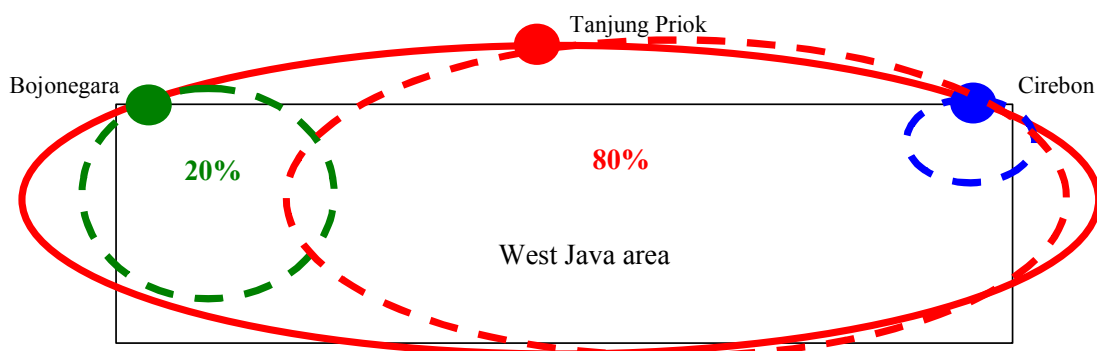 Tanjung Priok
Bojonegara
Cirebon
20%
80%
West Java area